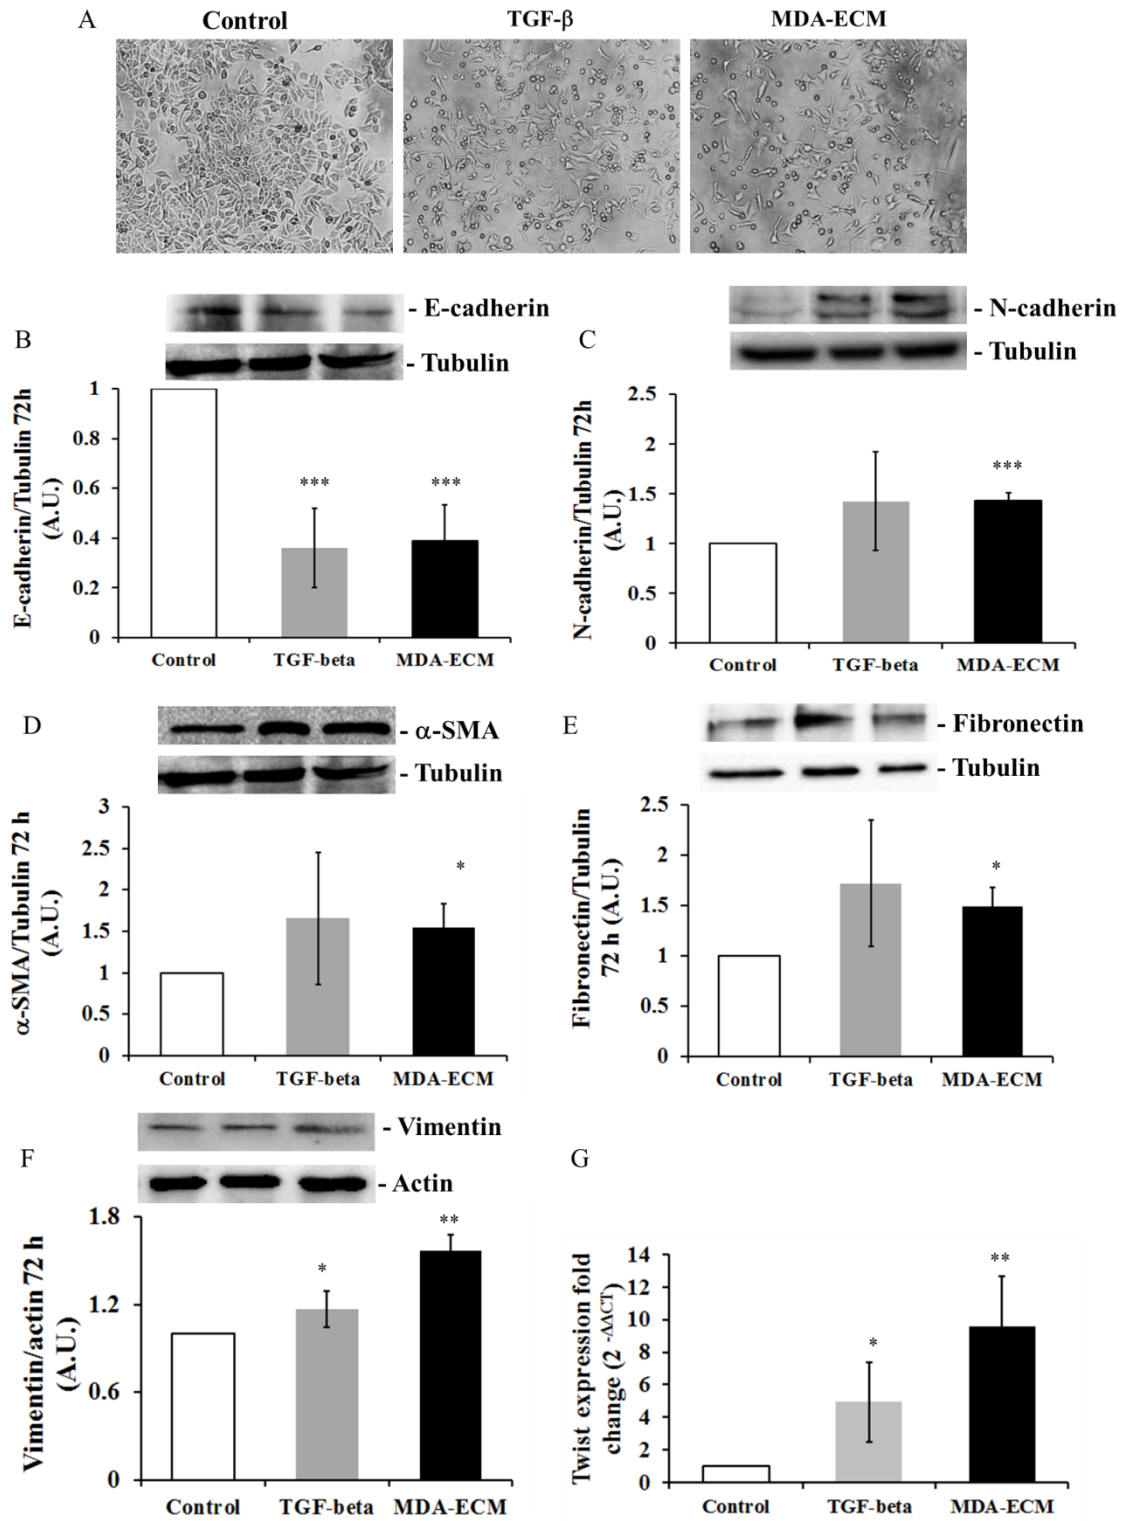 A
Control
TGF-β
MDA-ECM
- E-cadherin
B
- Tubulin
E-cadherin/Tubulin 72h
(A.U.)
1
0.8
0.6
0.4
0.2
0
***
***
Control
TGF-beta
MDA-ECM
- N-cadherin
C
- Tubulin
N-cadherin/Tubulin 72h
(A.U.)
2.5
2
1.5
1
0.5
0
***
Control
TGF-beta
MDA-ECM
D
- α-SMA
- Tubulin
α-SMA/Tubulin 72 h
(A.U.)
3
2.5
2
1.5
1
0.5
0
*
Control
TGF-beta
MDA-ECM
E
- Fibronectin
- Tubulin
Fibronectin/Tubulin
72 h (A.U.)
2.5
2
1.5
1
0.5
0
*
Control
TGF-beta
MDA-ECM
- Vimentin
F
- Actin
Vimentin/actin 72 h
(A.U.)
1.8
1.2
0.6
0
*
**
Control
TGF-beta
MDA-ECM
G
Twist expression fold
change (2 -ΔΔCT)
14
12
10
8
6
4
2
0
*
**
Control
TGF-beta
MDA-ECM